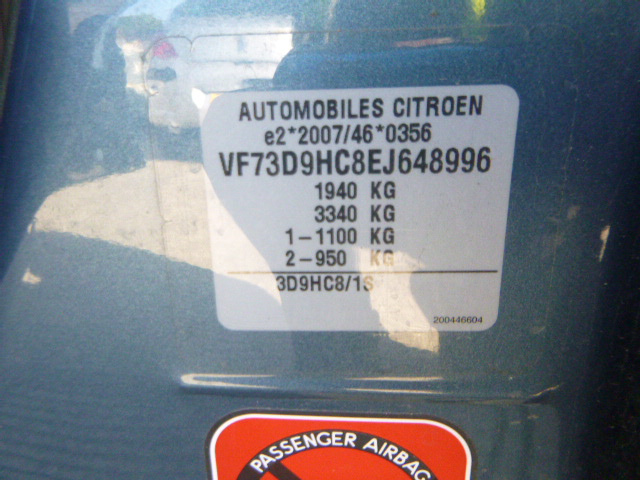 AUTOMOBILES CITROEN
e2*2007/46*0356
VF73D9HC8EJ648996
1940 KG
3340 KG
1-1100 KG
2-950 KG
3D9HC8/1S
200446604
PASSENGER AIRBAG